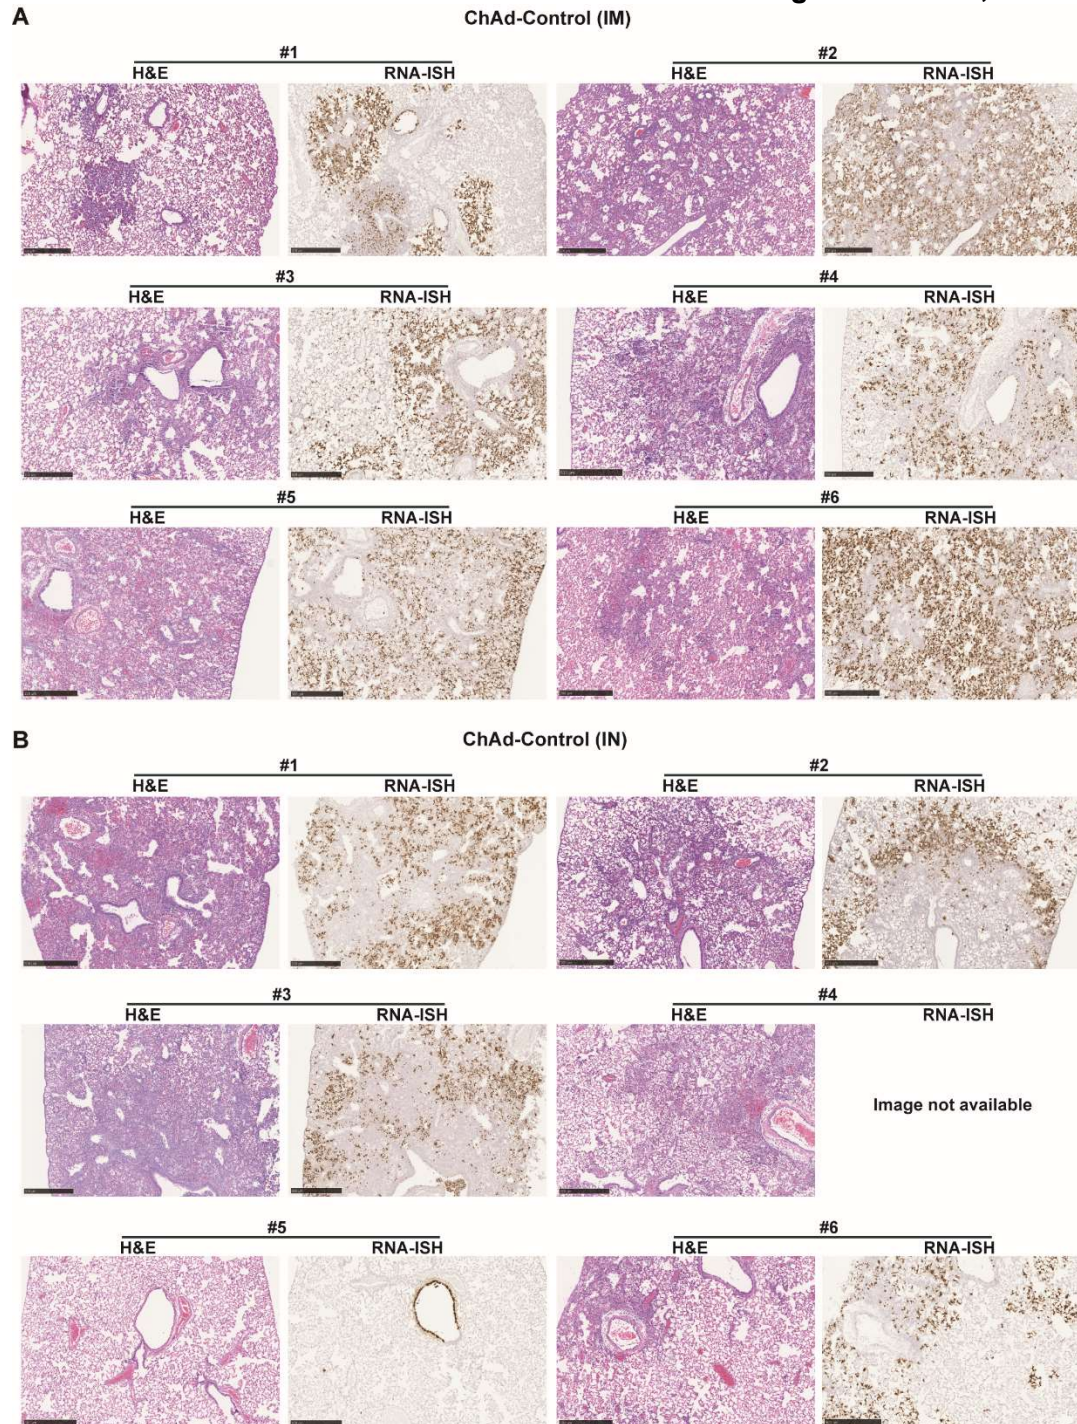 A
ChAd-Control (IM)
#1 #2
H&E RNA-ISH H&E RNA-ISH
#3 #4
H&E RNA-ISH H&E RNA-ISH
#5 #6
H&E RNA-ISH H&E RNA-ISH
B
ChAd-Control (IN)
#1 #2
H&E RNA-ISH H&E RNA-ISH
#3 #4
H&E RNA-ISH H&E RNA-ISH
Image not available
#5 #6
H&E RNA-ISH H&E RNA-ISH